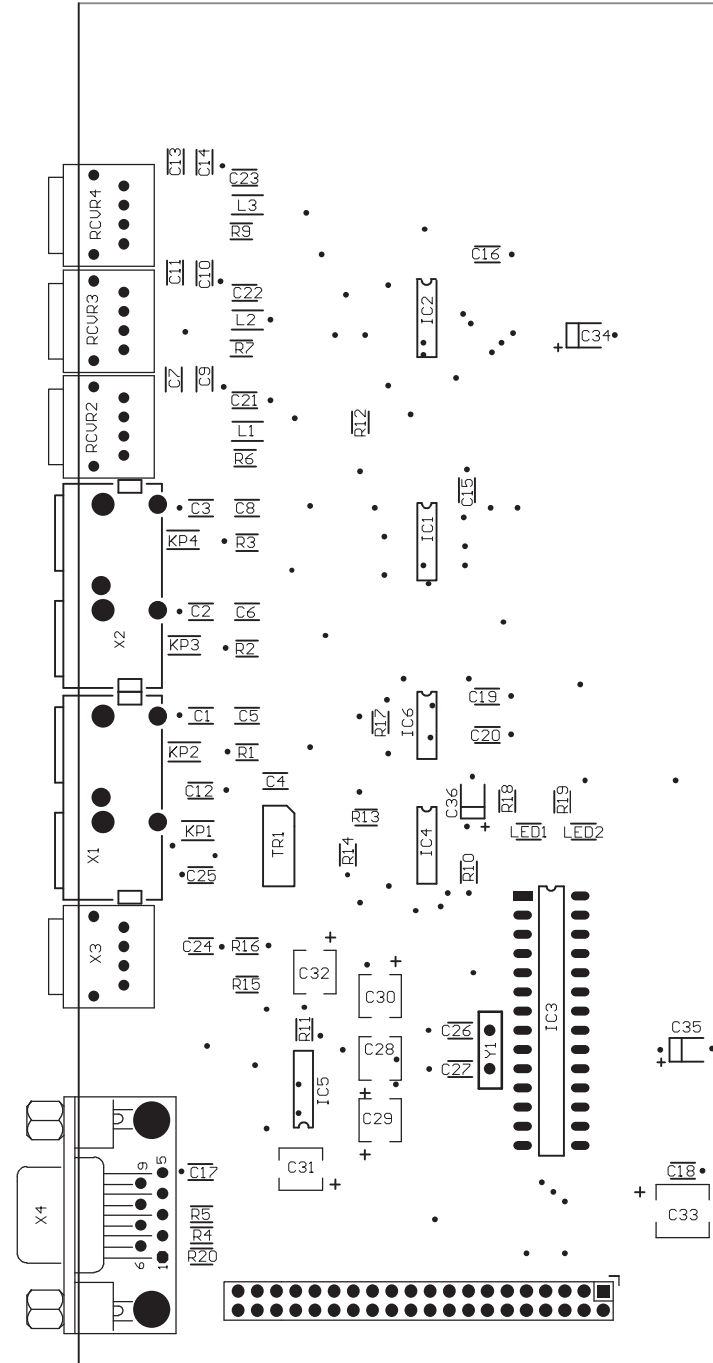 C13
C14
C23
RCVR4
L3
R9
C16
C11
C10
C22
RCVR3
L2
IC2
C34
+
R7
C7
C9
C21
RCVR2
R12
L1
R6
C15
C3
C8
IC1
KP4
R3
C2
C6
X2
KP3
R2
C19
C1
C5
R17
IC6
C20
KP2
R1
C4
C12
C36
+
R18
R19
R13
KP1
LED1
LED2
TR1
IC4
X1
R14
R10
C25
X3
C24
R16
+
C32
+
C30
R15
IC3
R11
C26
C35
+
C28
+
Y1
C27
IC5
C29
+
C31
+
9
5
C17
C18
X4
R5
+
C33
R4
6
1
R20